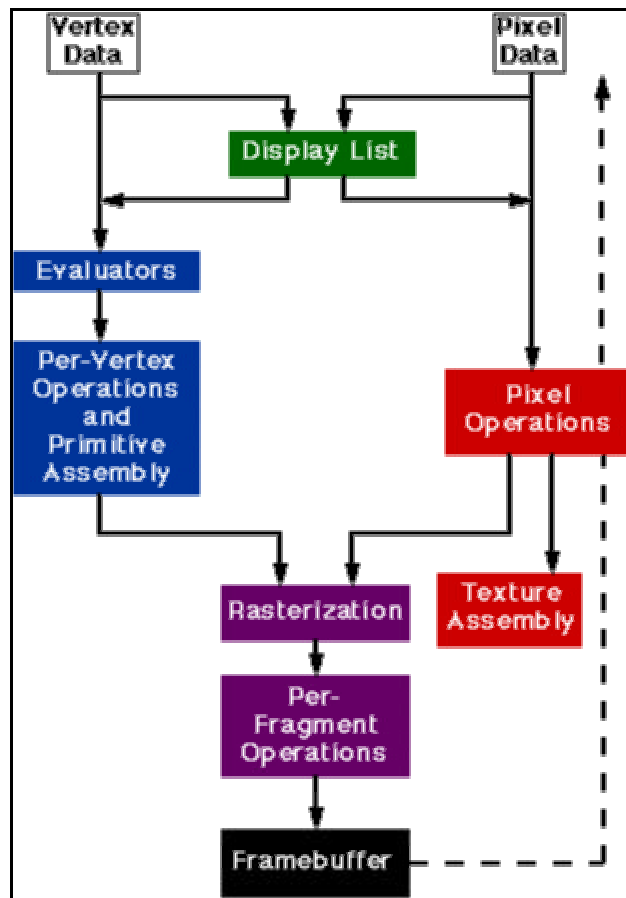 Vertex
Data
Pixel
Data
Display List
Evaluators
Per-Vertex
Operations
and
Primitive
Assembly
Pixel
Operations
Rasterization
Texture
Assembly
Per-
Fragment
Operations
Framebuffer